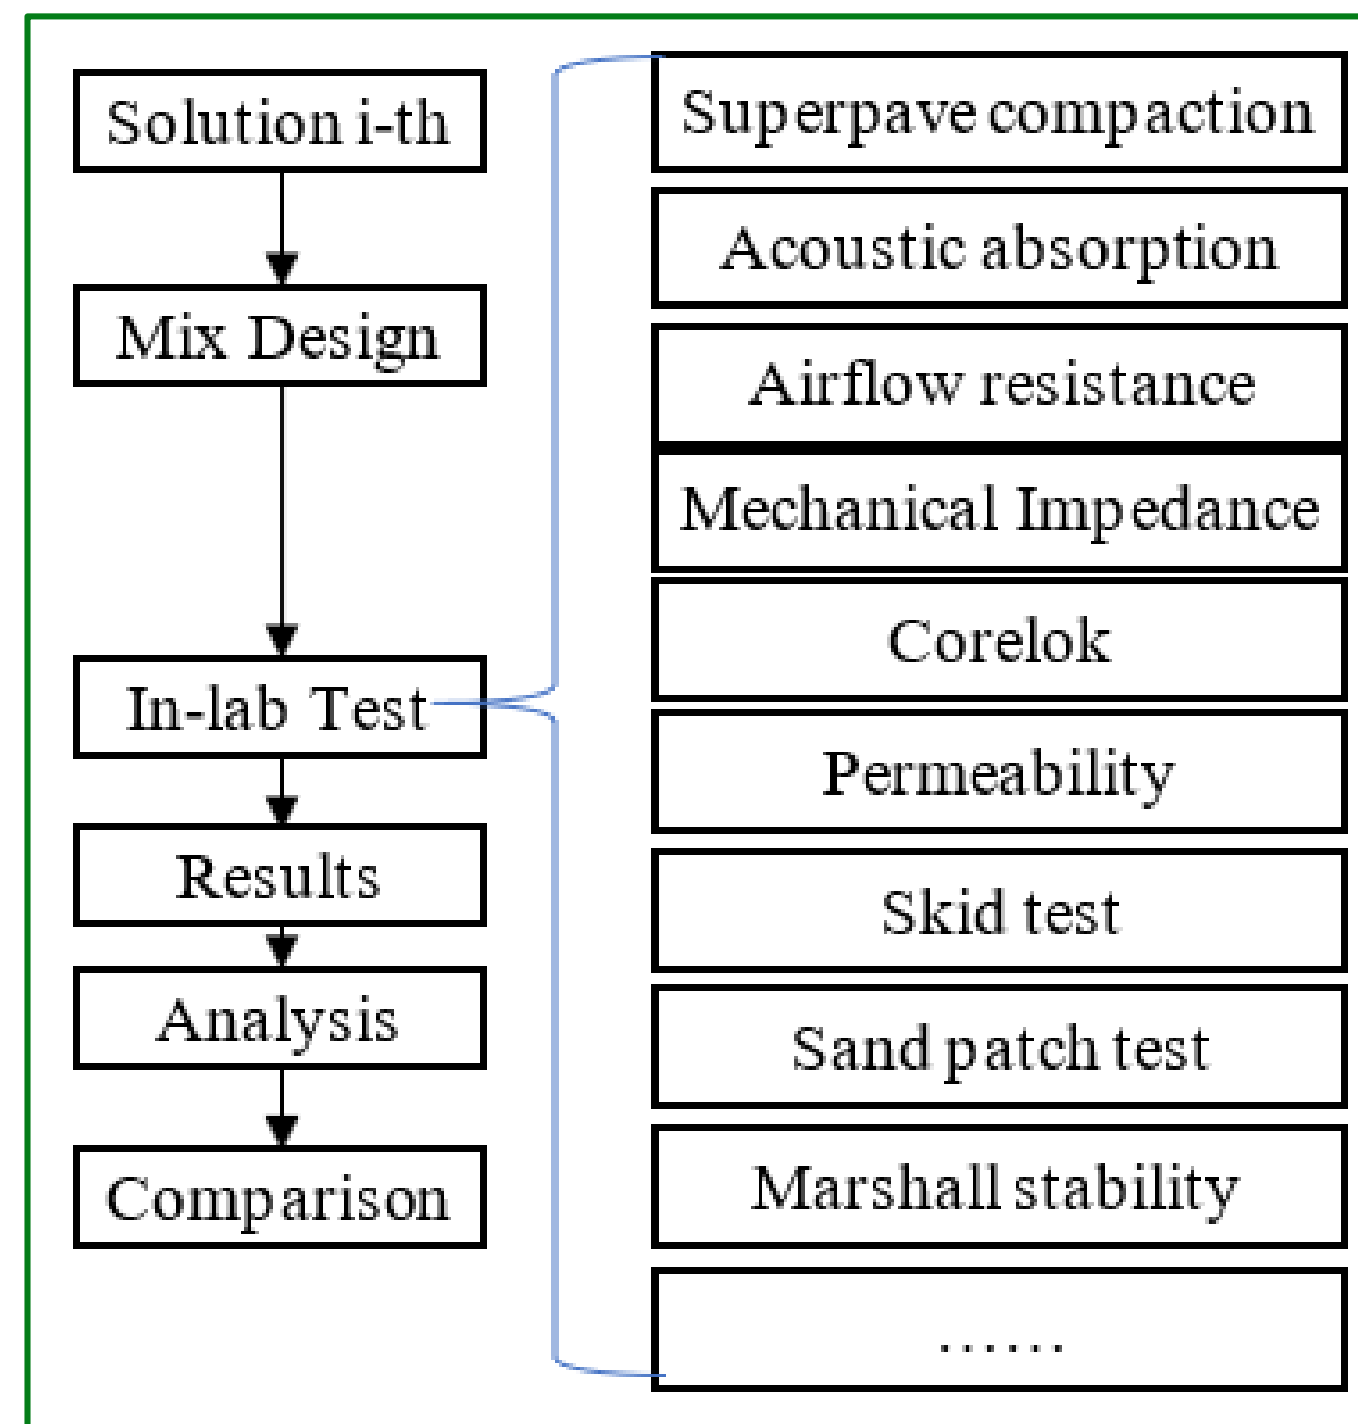 Solution i-th
Mix Design
In-lab Test
Results
Analysis
Comparison
Superpave compaction
Acoustic absorption
Airflow resistance
Mechanical Impedance
Corelok
Permeability
Skid test
Sand patch test
Marshall stability
......